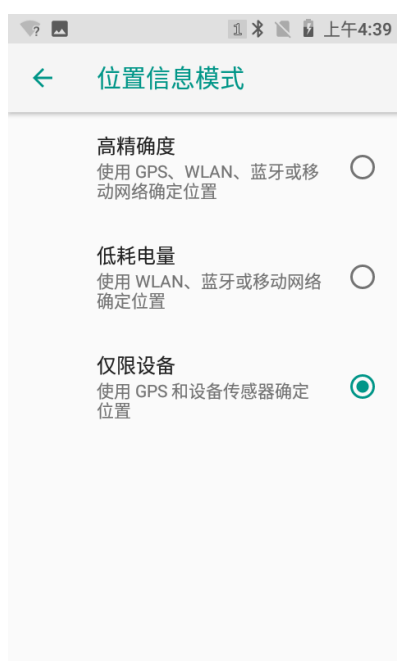 1 上午4:39
位置信息模式
高精确度
使用 GPS、WLAN、蓝牙或移
动网络确定位置
低耗电量
使用 WLAN、蓝牙或移动网络
确定位置
仅限设备
使用 GPS 和设备传感器确定
位置